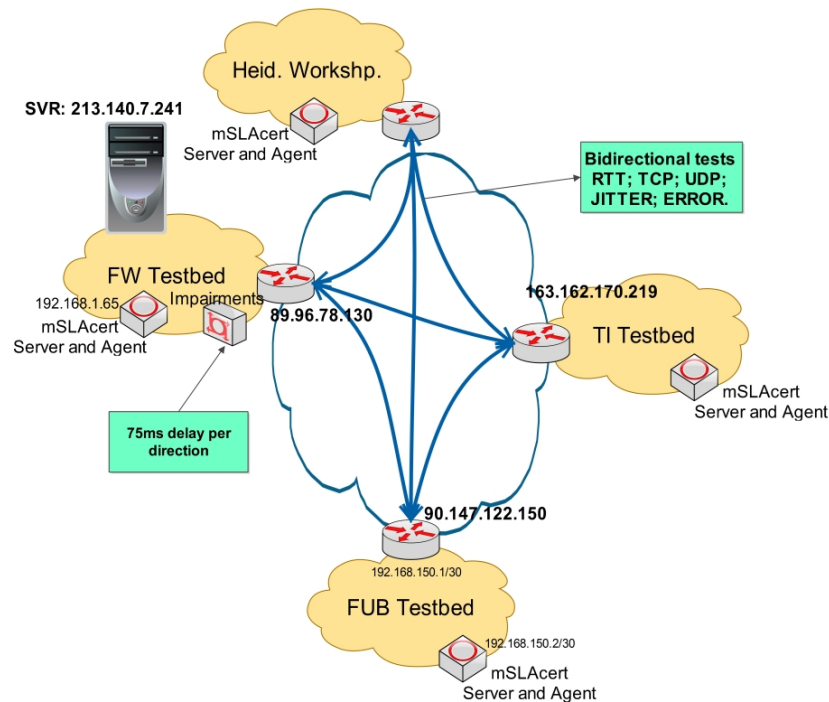 Heid. Workshp.
SVR: 213.140.7.241
mSLAcert
Server and Agent
Bidirectional tests
RTT; TCP; UDP;
JITTER; ERROR.
FW Testbed
192.168.1.65
Impairments
mSLAcert
Server and Agent
89.96.78.130
163.162.170.219
TI Testbed
mSLAcert
Server and Agent
75ms delay per
direction
90.147.122.150
192.168.150.1/30
FUB Testbed
192.168.150.2/30
mSLAcert
Server and Agent